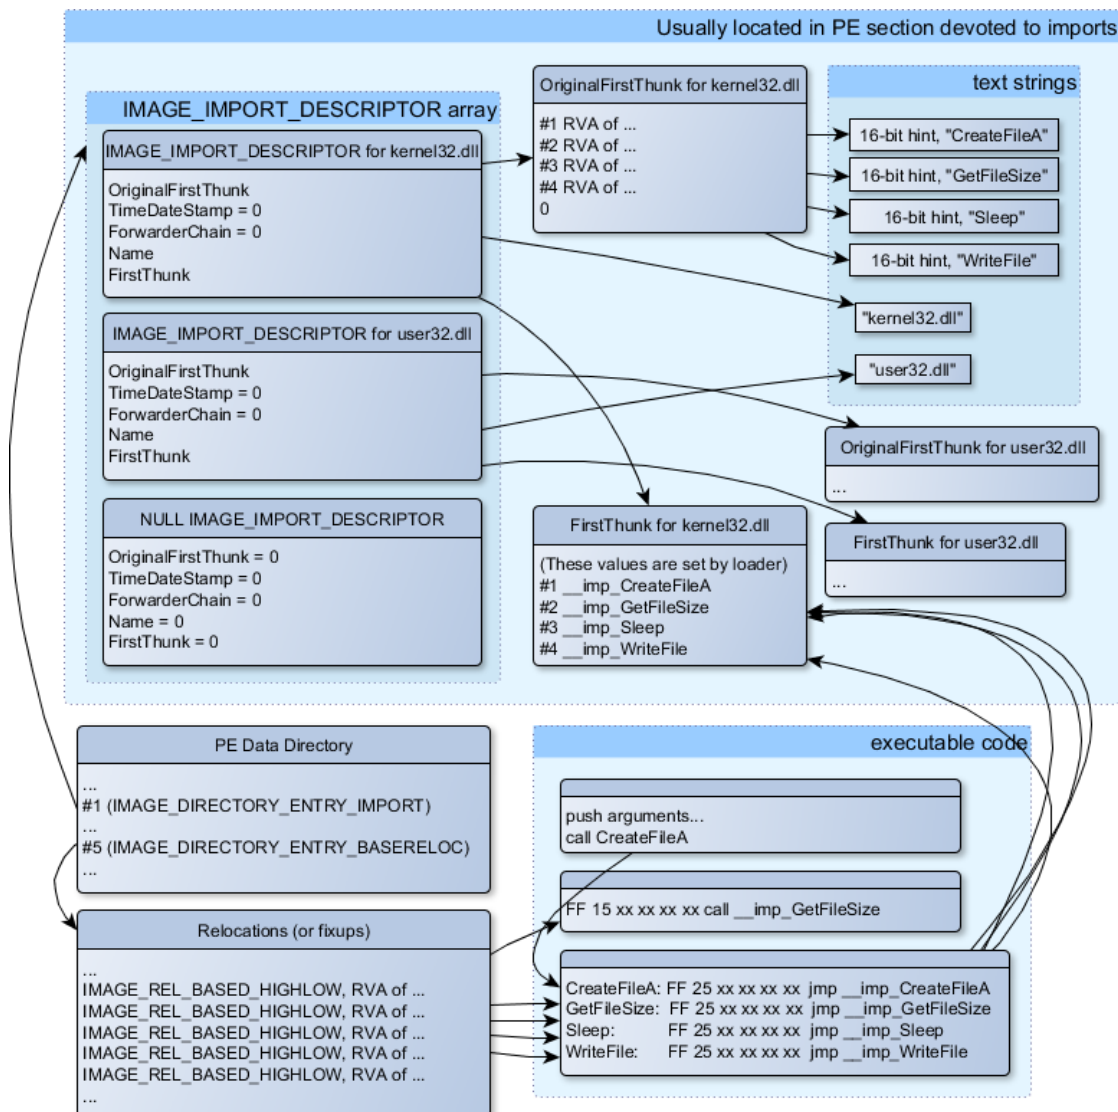 Usually located in PE section devoted to imports
IMAGE_IMPORT_DESCRIPTOR array
IMAGE_IMPORT_DESCRIPTOR for kernel32.dll
OriginalFirstThunk
TimeDateStamp = 0
ForwarderChain = 0
Name
FirstThunk
IMAGE_IMPORT_DESCRIPTOR for user32.dll
OriginalFirstThunk
TimeDateStamp = 0
ForwarderChain = 0
Name
FirstThunk
NULL IMAGE_IMPORT_DESCRIPTOR
OriginalFirstThunk = 0
TimeDateStamp = 0
ForwarderChain = 0
Name = 0
FirstThunk = 0
OriginalFirstThunk for kernel32.dll
#1 RVA of ...
#2 RVA of ...
#3 RVA of ...
#4 RVA of ...
0
text strings
16-bit hint, "CreateFileA"
16-bit hint, "GetFileSize"
16-bit hint, "Sleep"
16-bit hint, "WriteFile"
"kernel32.dll"
"user32.dll"
OriginalFirstThunk for user32.dll
...
FirstThunk for kernel32.dll
(These values are set by loader)
#1 __imp_CreateFileA
#2 __imp_GetFileSize
#3 __imp_Sleep
#4 __imp_WriteFile
FirstThunk for user32.dll
...
PE Data Directory
...
#1 (IMAGE_DIRECTORY_ENTRY_IMPORT)
...
#5 (IMAGE_DIRECTORY_ENTRY_BASERELOC)
...
Relocations (or fixups)
...
IMAGE_REL_BASED_HIGHLOW, RVA of ...
IMAGE_REL_BASED_HIGHLOW, RVA of ...
IMAGE_REL_BASED_HIGHLOW, RVA of ...
IMAGE_REL_BASED_HIGHLOW, RVA of ...
IMAGE_REL_BASED_HIGHLOW, RVA of ...
...
executable code
push arguments...
call CreateFileA
FF 15 xx xx xx xx call __imp_GetFileSize
CreateFileA: FF 25 xx xx xx xx jmp __imp_CreateFileA
GetFileSize: FF 25 xx xx xx xx jmp __imp_GetFileSize
Sleep: FF 25 xx xx xx xx jmp __imp_Sleep
WriteFile: FF 25 xx xx xx xx jmp __imp_WriteFile